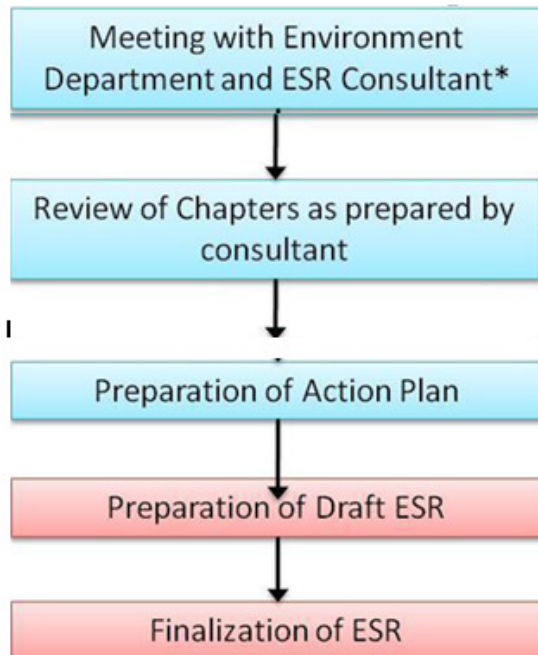 Meeting with Environment
Department and ESR Consultant*
Review of Chapters as prepared by
consultant
Preparation of Action Plan
Preparation of Draft ESR
Finalization of ESR